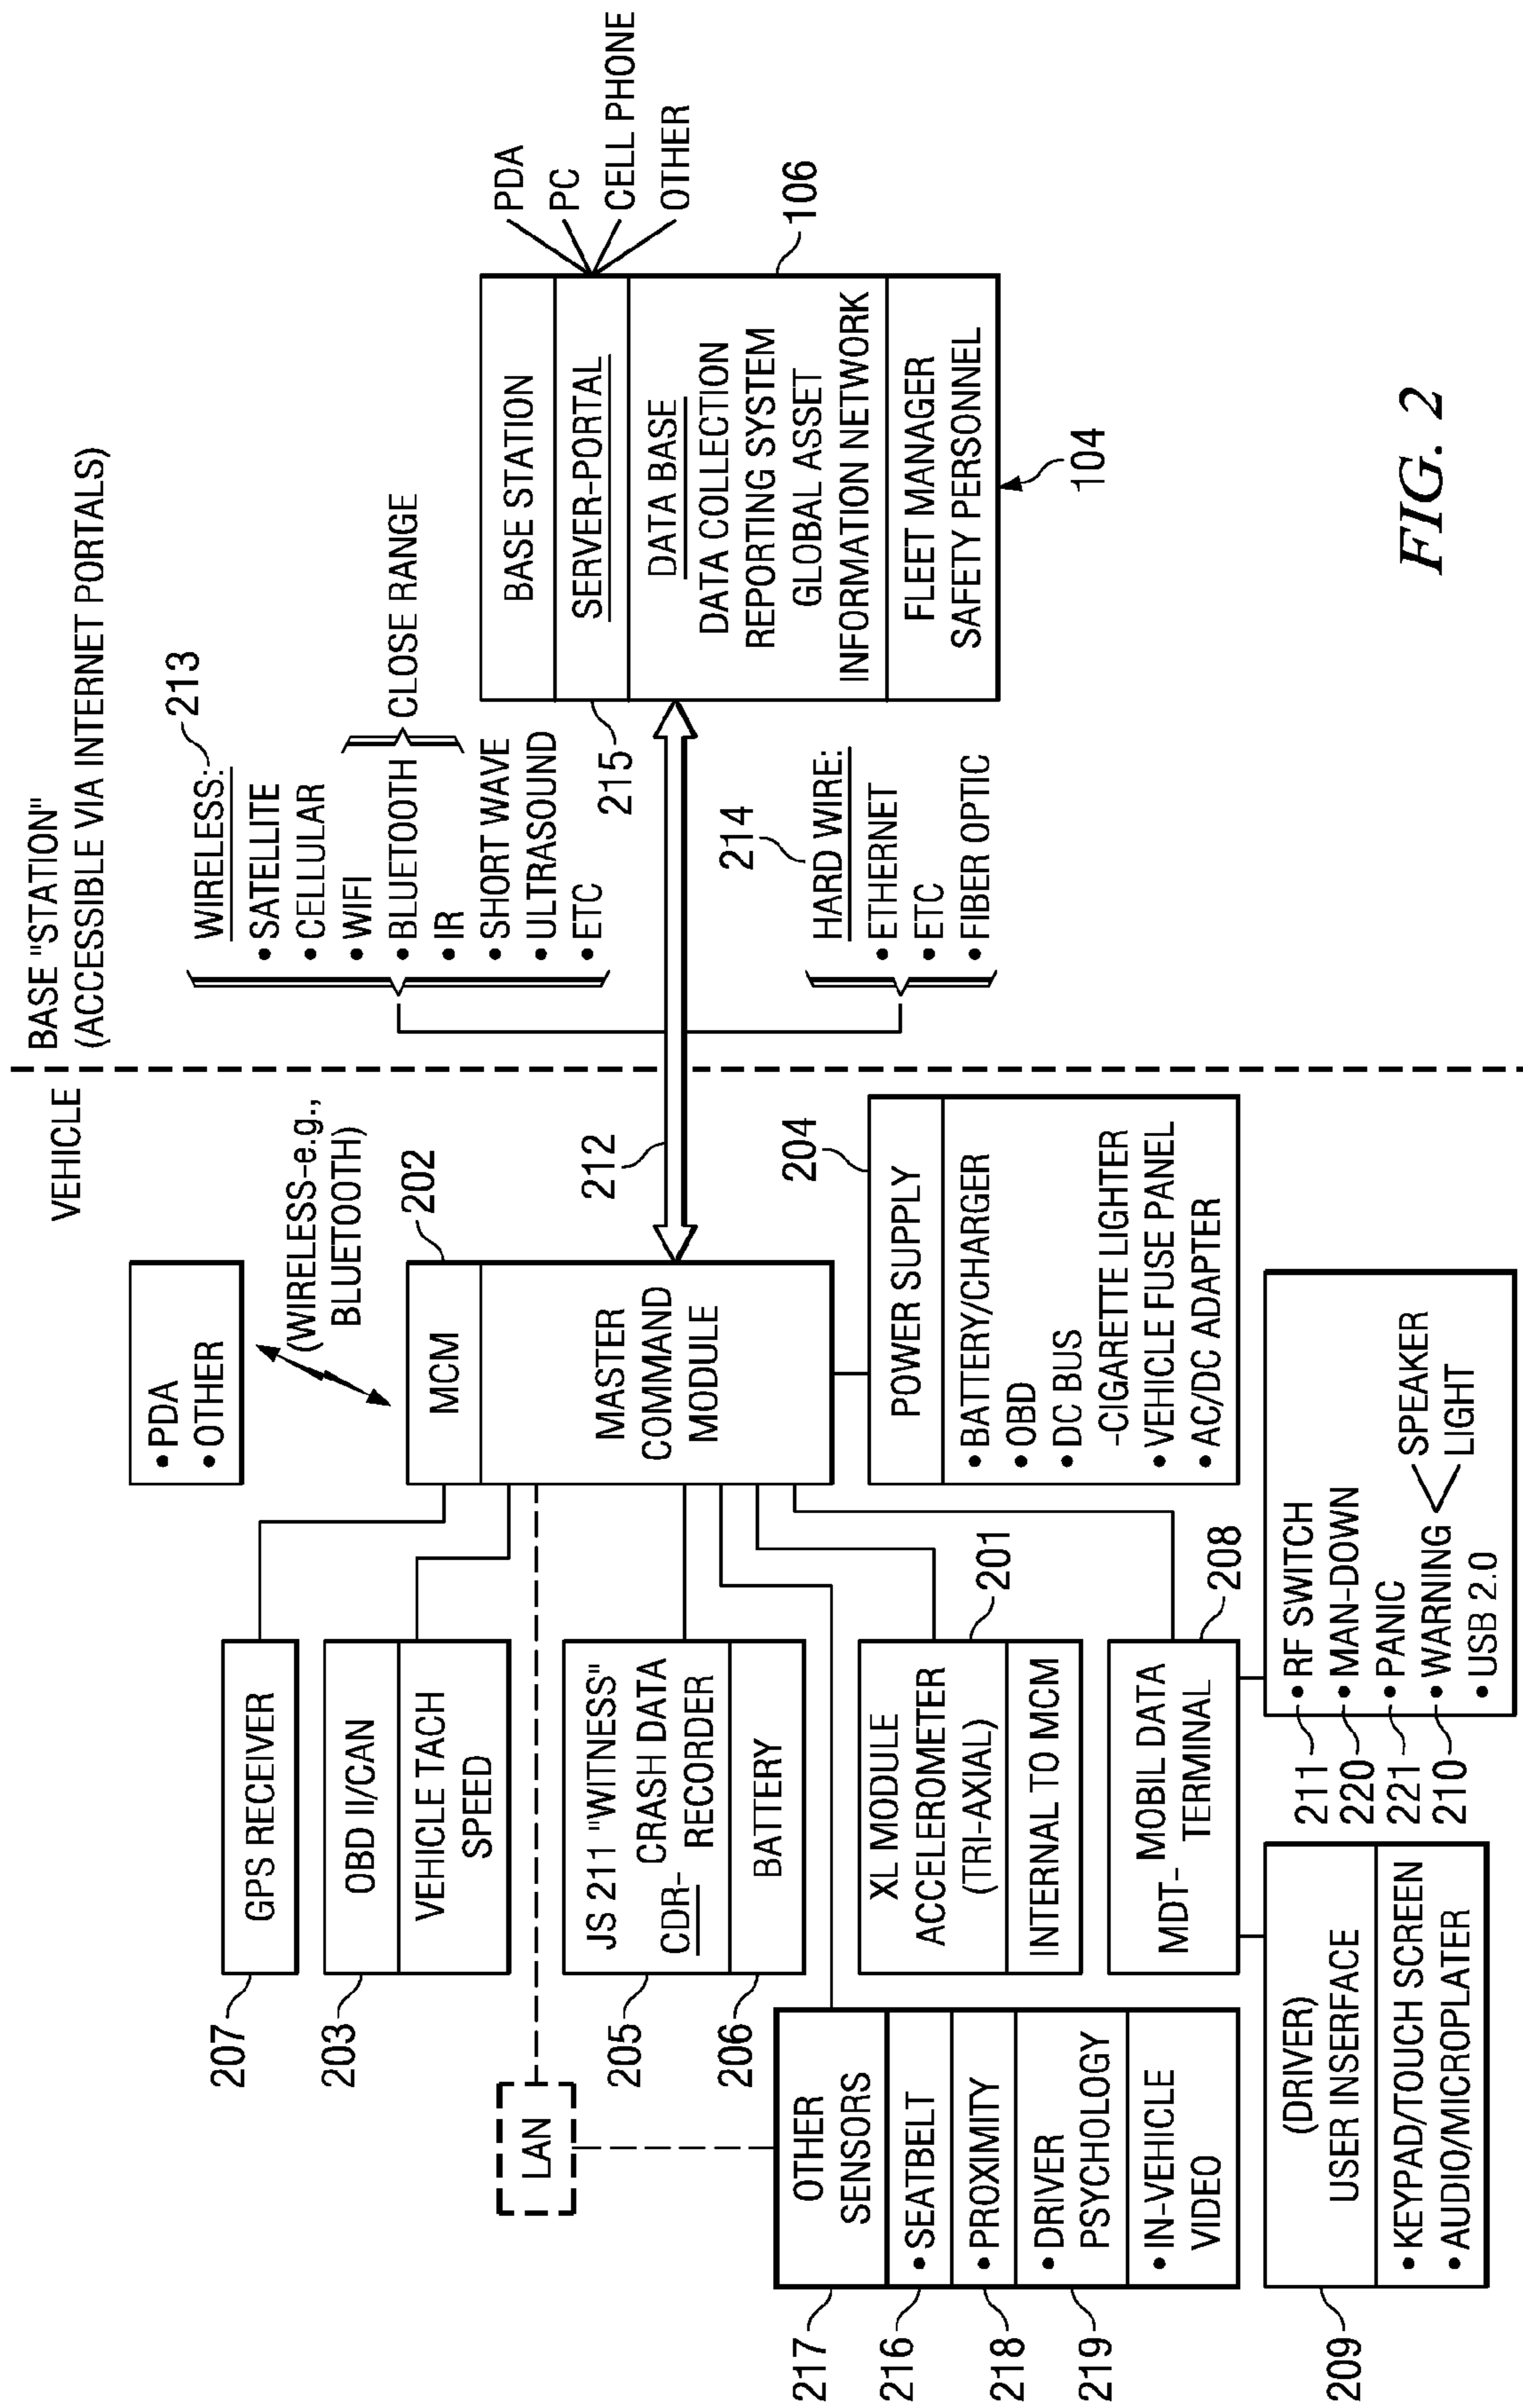 VEHICLE
BASE "STATION"
(ACCESSIBLE VIA INTERNET PORTALS)
• PDA
• OTHER
(WIRELESS-e.g.,
BLUETOOTH)
207
GPS RECEIVER
203
OBD II/CAN
VEHICLE TACH
SPEED
LAN
205
JS 211 "WITNESS"
CDR- CRASH DATA
RECORDER
206
BATTERY
217
OTHER
SENSORS
216
• SEATBELT
218
• PROXIMITY
219
• DRIVER
PSYCHOLOGY
• IN-VEHICLE
VIDEO
XL MODULE
ACCELEROMETER
(TRI-AXIAL)
201
INTERNAL TO MCM
MDT- MOBIL DATA
TERMINAL
208
209
(DRIVER)
USER INSERFACE
• KEYPAD/TOUCH SCREEN
• AUDIO/MICROPLATER
211
• RF SWITCH
220
• MAN-DOWN
221
• PANIC
210
• WARNING
SPEAKER
LIGHT
• USB 2.0
202
MCM
MASTER
COMMAND
MODULE
204
POWER SUPPLY
• BATTERY/CHARGER
• OBD
• DC BUS
-CIGARETTE LIGHTER
• VEHICLE FUSE PANEL
• AC/DC ADAPTER
212
WIRELESS:
213
• SATELLITE
• CELLULAR
• WIFI
• BLUETOOTH
CLOSE RANGE
• IR
• SHORT WAVE
• ULTRASOUND
• ETC
214
HARD WIRE:
• ETHERNET
• ETC
• FIBER OPTIC
215
BASE STATION
SERVER-PORTAL
DATA BASE
DATA COLLECTION
REPORTING SYSTEM
GLOBAL ASSET
INFORMATION NETWORK
FLEET MANAGER
SAFETY PERSONNEL
PDA
PC
CELL PHONE
OTHER
106
104
FIG. 2